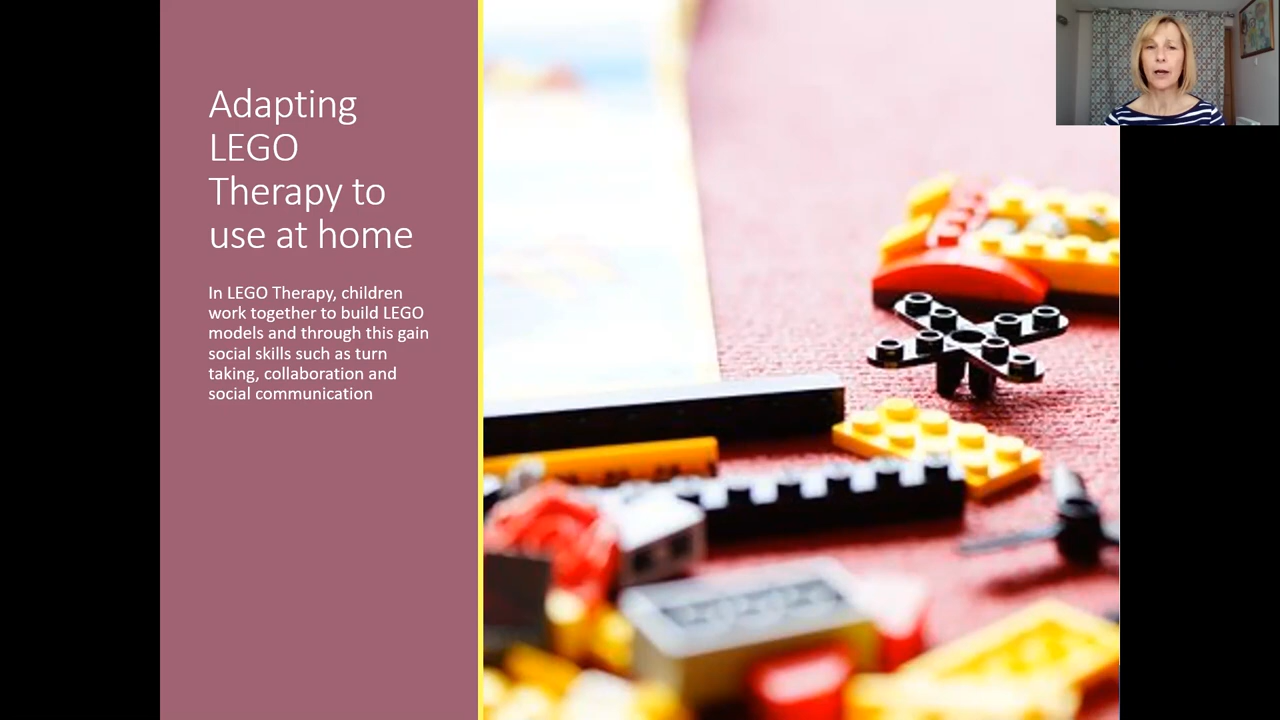 Adapting
LEGO
Therapy to
use at home
In LEGO Therapy, children
work together to build LEGO
models and through this gain
social skills such as turn
taking, collaboration and
social communication